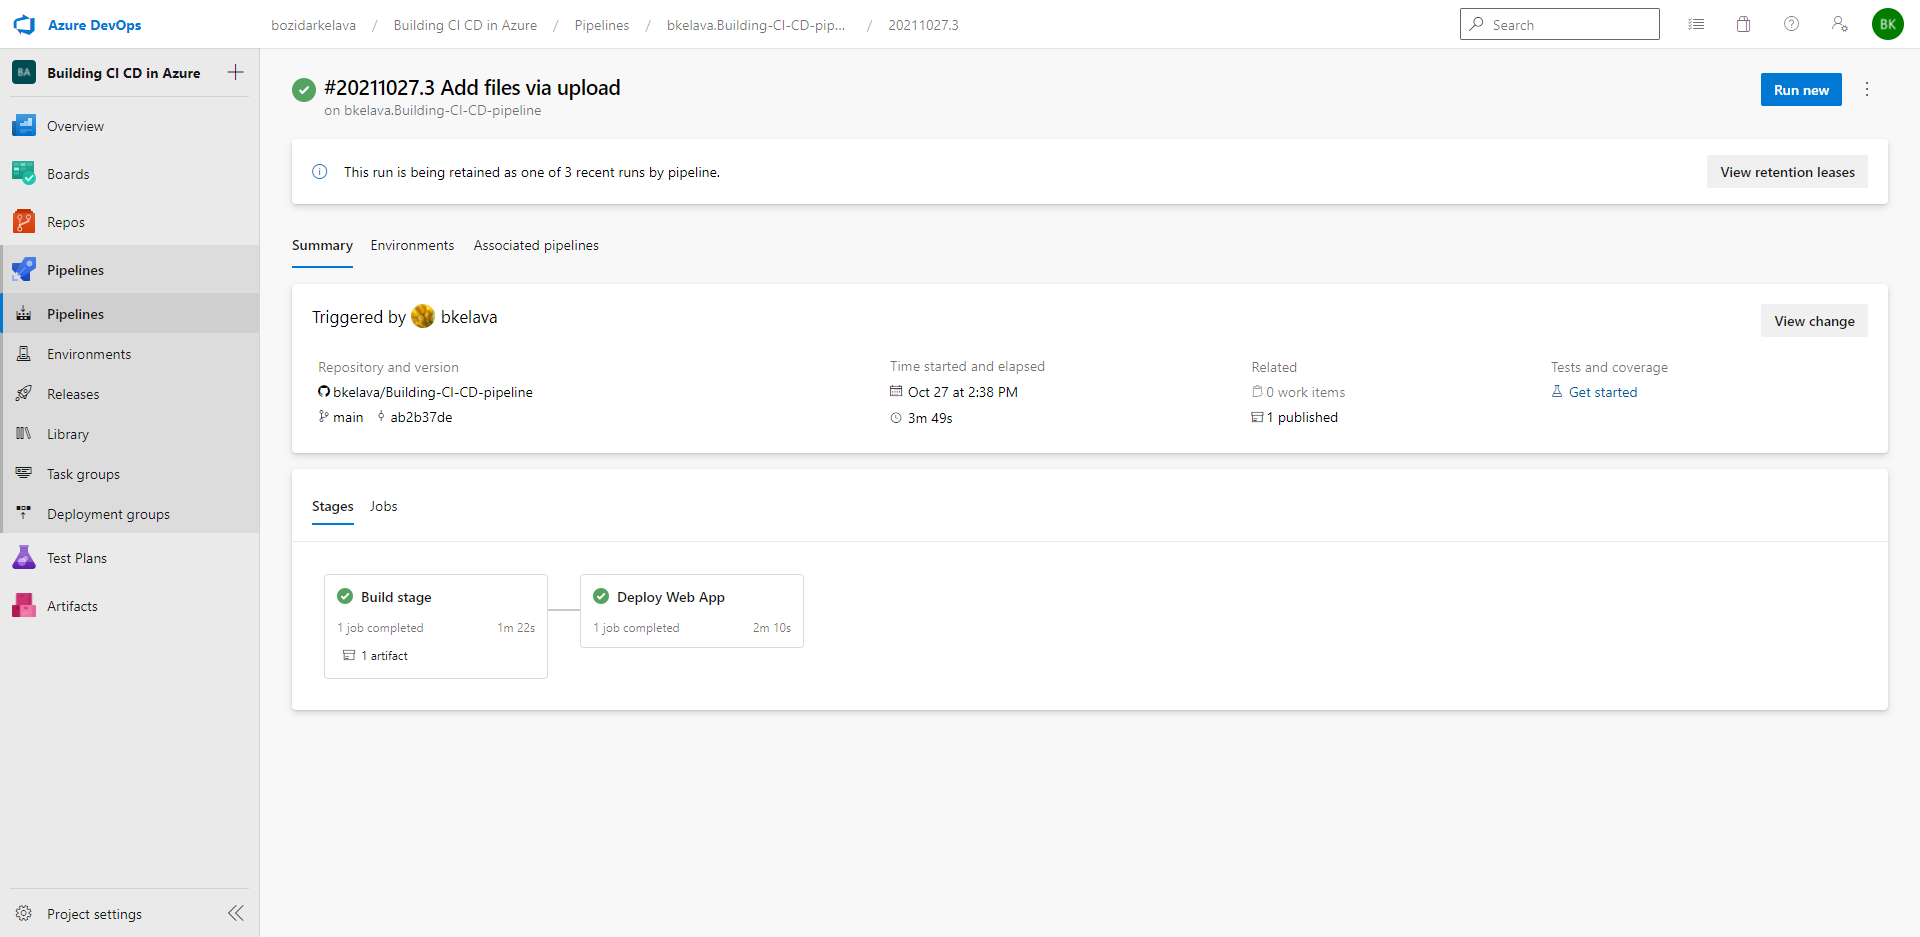 Azure DevOps
bozidarkelava / Building CI CD in Azure / Pipelines / bkelava.Building-CI-CD-pip... / 20211027.3
Search
BK
BA Building CI CD in Azure
Overview
Boards
Repos
Pipelines
Pipelines
Environments
Releases
Library
Task groups
Deployment groups
Test Plans
Artifacts
Project settings
#20211027.3 Add files via upload
on bkelava.Building-CI-CD-pipeline
Run new
This run is being retained as one of 3 recent runs by pipeline.
View retention leases
Summary Environments Associated pipelines
Triggered by bkelava
View change
Repository and version
bkelava/Building-CI-CD-pipeline
main ab2b37de
Time started and elapsed
Oct 27 at 2:38 PM
3m 49s
Related
0 work items
1 published
Tests and coverage
Get started
Stages Jobs
Build stage
1 job completed 1m 22s
1 artifact
Deploy Web App
1 job completed 2m 10s